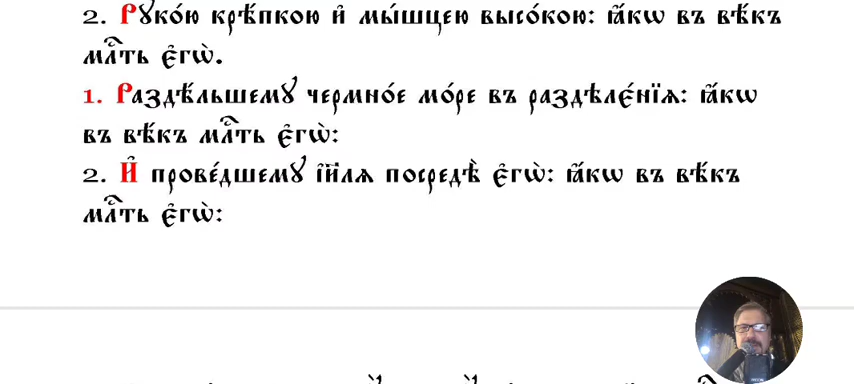 2. Рꙋко́ю крѣ́пкою и҆ мы́шцею высо́кою: ꙗ҆́кѡ въ вѣ́къ
млⷭ҇ть є҆гѡ̀.
1. Раздѣ́льшемꙋ чермно́е мо́ре въ раздѣле́нїѧ: ꙗ҆́кѡ
въ вѣ́къ млⷭ҇ть є҆гѡ̀:
2. И҆ прове́дшемꙋ і҆и҃лѧ посредѣ̀ є҆гѡ̀: ꙗ҆́кѡ въ вѣ́къ
млⷭ҇ть є҆гѡ̀: